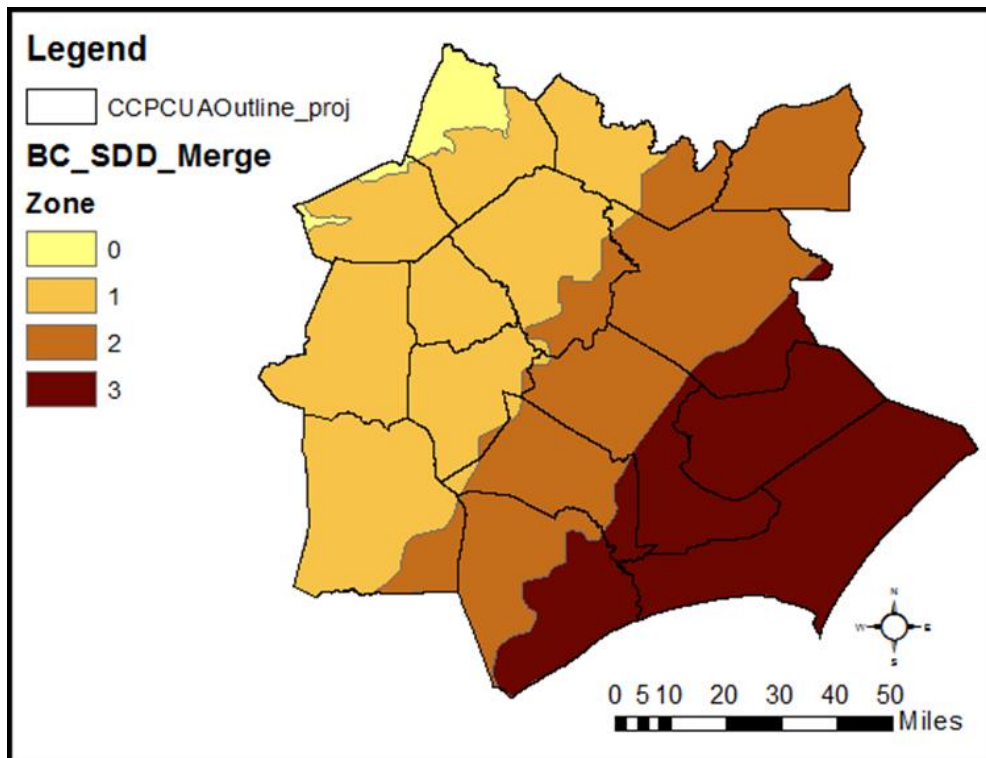 Legend
CCPCUAOutline_proj
BC_SDD_Merge
Zone
0
1
2
3
N
W E
S
0 5 10 20 30 40 50
Miles